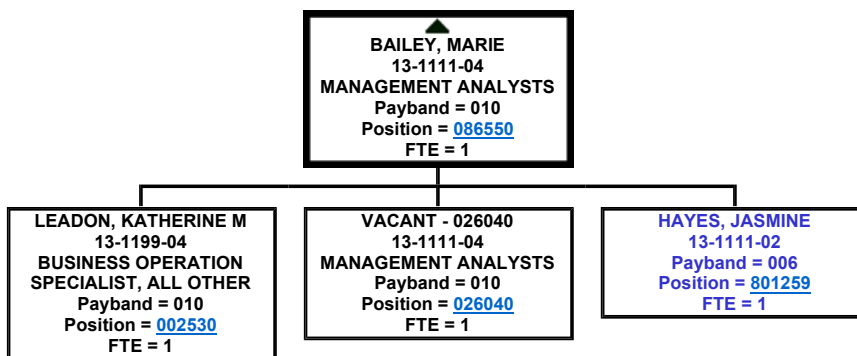 BAILEY, MARIE
13-1111-04
MANAGEMENT ANALYSTS
Payband = 010
Position = 086550
FTE = 1
LEADON, KATHERINE M
13-1199-04
BUSINESS OPERATION
SPECIALIST, ALL OTHER
Payband = 010
Position = 002530
FTE = 1
VACANT - 026040
13-1111-04
MANAGEMENT ANALYSTS
Payband = 010
Position = 026040
FTE = 1
HAYES, JASMINE
13-1111-02
Payband = 006
Position = 801259
FTE = 1